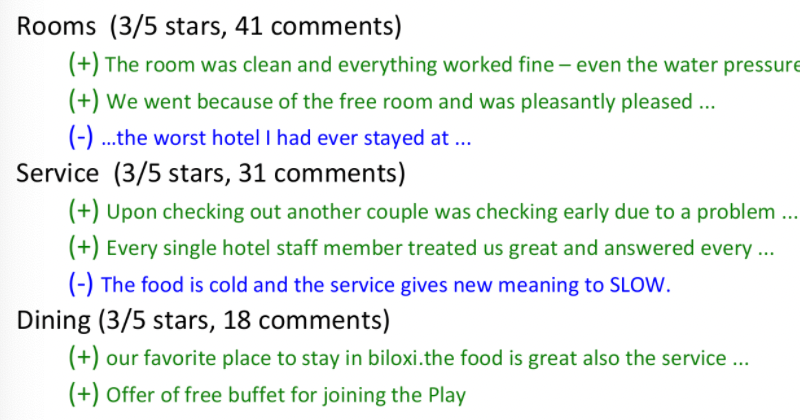 Rooms (3/5 stars, 41 comments)
(+) The room was clean and everything worked fine – even the water pressure
(+) We went because of the free room and was pleasantly pleased ...
(-) ...the worst hotel I had ever stayed at ...
Service (3/5 stars, 31 comments)
(+) Upon checking out another couple was checking early due to a problem ...
(+) Every single hotel staff member treated us great and answered every ...
(-) The food is cold and the service gives new meaning to SLOW.
Dining (3/5 stars, 18 comments)
(+) our favorite place to stay in biloxi.the food is great also the service ...
(+) Offer of free buffet for joining the Play